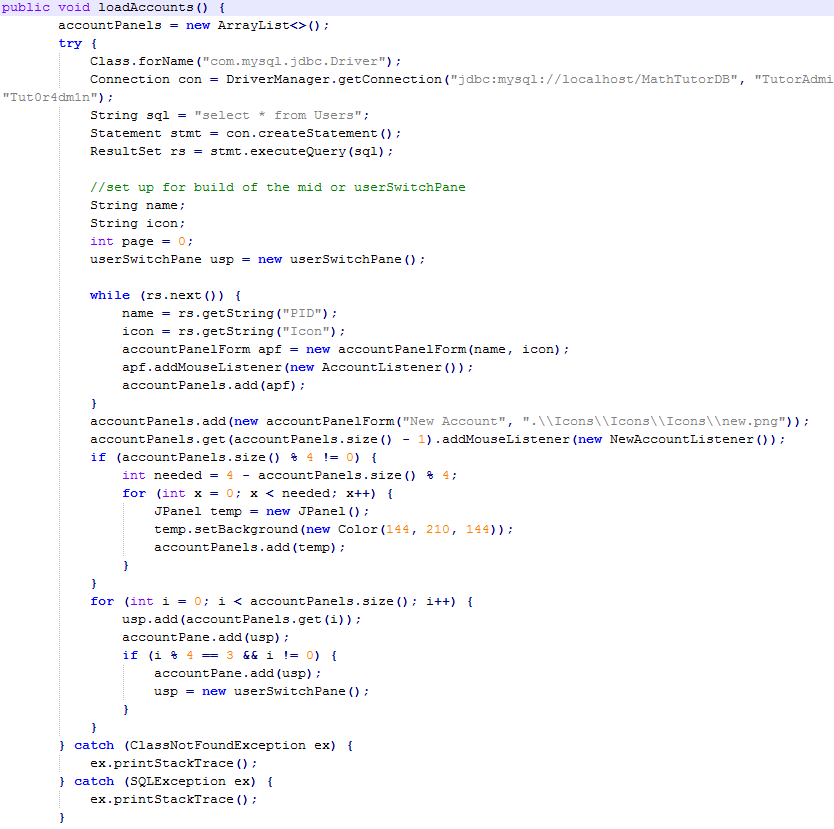 public void loadAccounts() {
accountPanels = new ArrayList<>();
try {
Class.forName("com.mysql.jdbc.Driver");
Connection con = DriverManager.getConnection("jdbc:mysql://localhost/MathTutorDB", "TutorAdmi
"Tut0r4dm1n");
String sql = "select * from Users";
Statement stmt = con.createStatement();
ResultSet rs = stmt.executeQuery(sql);
//set up for build of the mid or userSwitchPane
String name;
String icon;
int page = 0;
userSwitchPane usp = new userSwitchPane();
while (rs.next()) {
name = rs.getString("PID");
icon = rs.getString("Icon");
accountPanelForm apf = new accountPanelForm(name, icon);
apf.addMouseListener(new AccountListener());
accountPanels.add(apf);
}
accountPanels.add(new accountPanelForm("New Account", ".\\Icons\\Icons\\Icons\\new.png"));
accountPanels.get(accountPanels.size() - 1).addMouseListener(new NewAccountListener());
if (accountPanels.size() % 4 != 0) {
int needed = 4 - accountPanels.size() % 4;
for (int x = 0; x < needed; x++) {
JPanel temp = new JPanel();
temp.setBackground(new Color(144, 210, 144));
accountPanels.add(temp);
}
}
for (int i = 0; i < accountPanels.size(); i++) {
usp.add(accountPanels.get(i));
accountPane.add(usp);
if (i % 4 == 3 && i != 0) {
accountPane.add(usp);
usp = new userSwitchPane();
}
}
} catch (ClassNotFoundException ex) {
ex.printStackTrace();
} catch (SQLException ex) {
ex.printStackTrace();
}